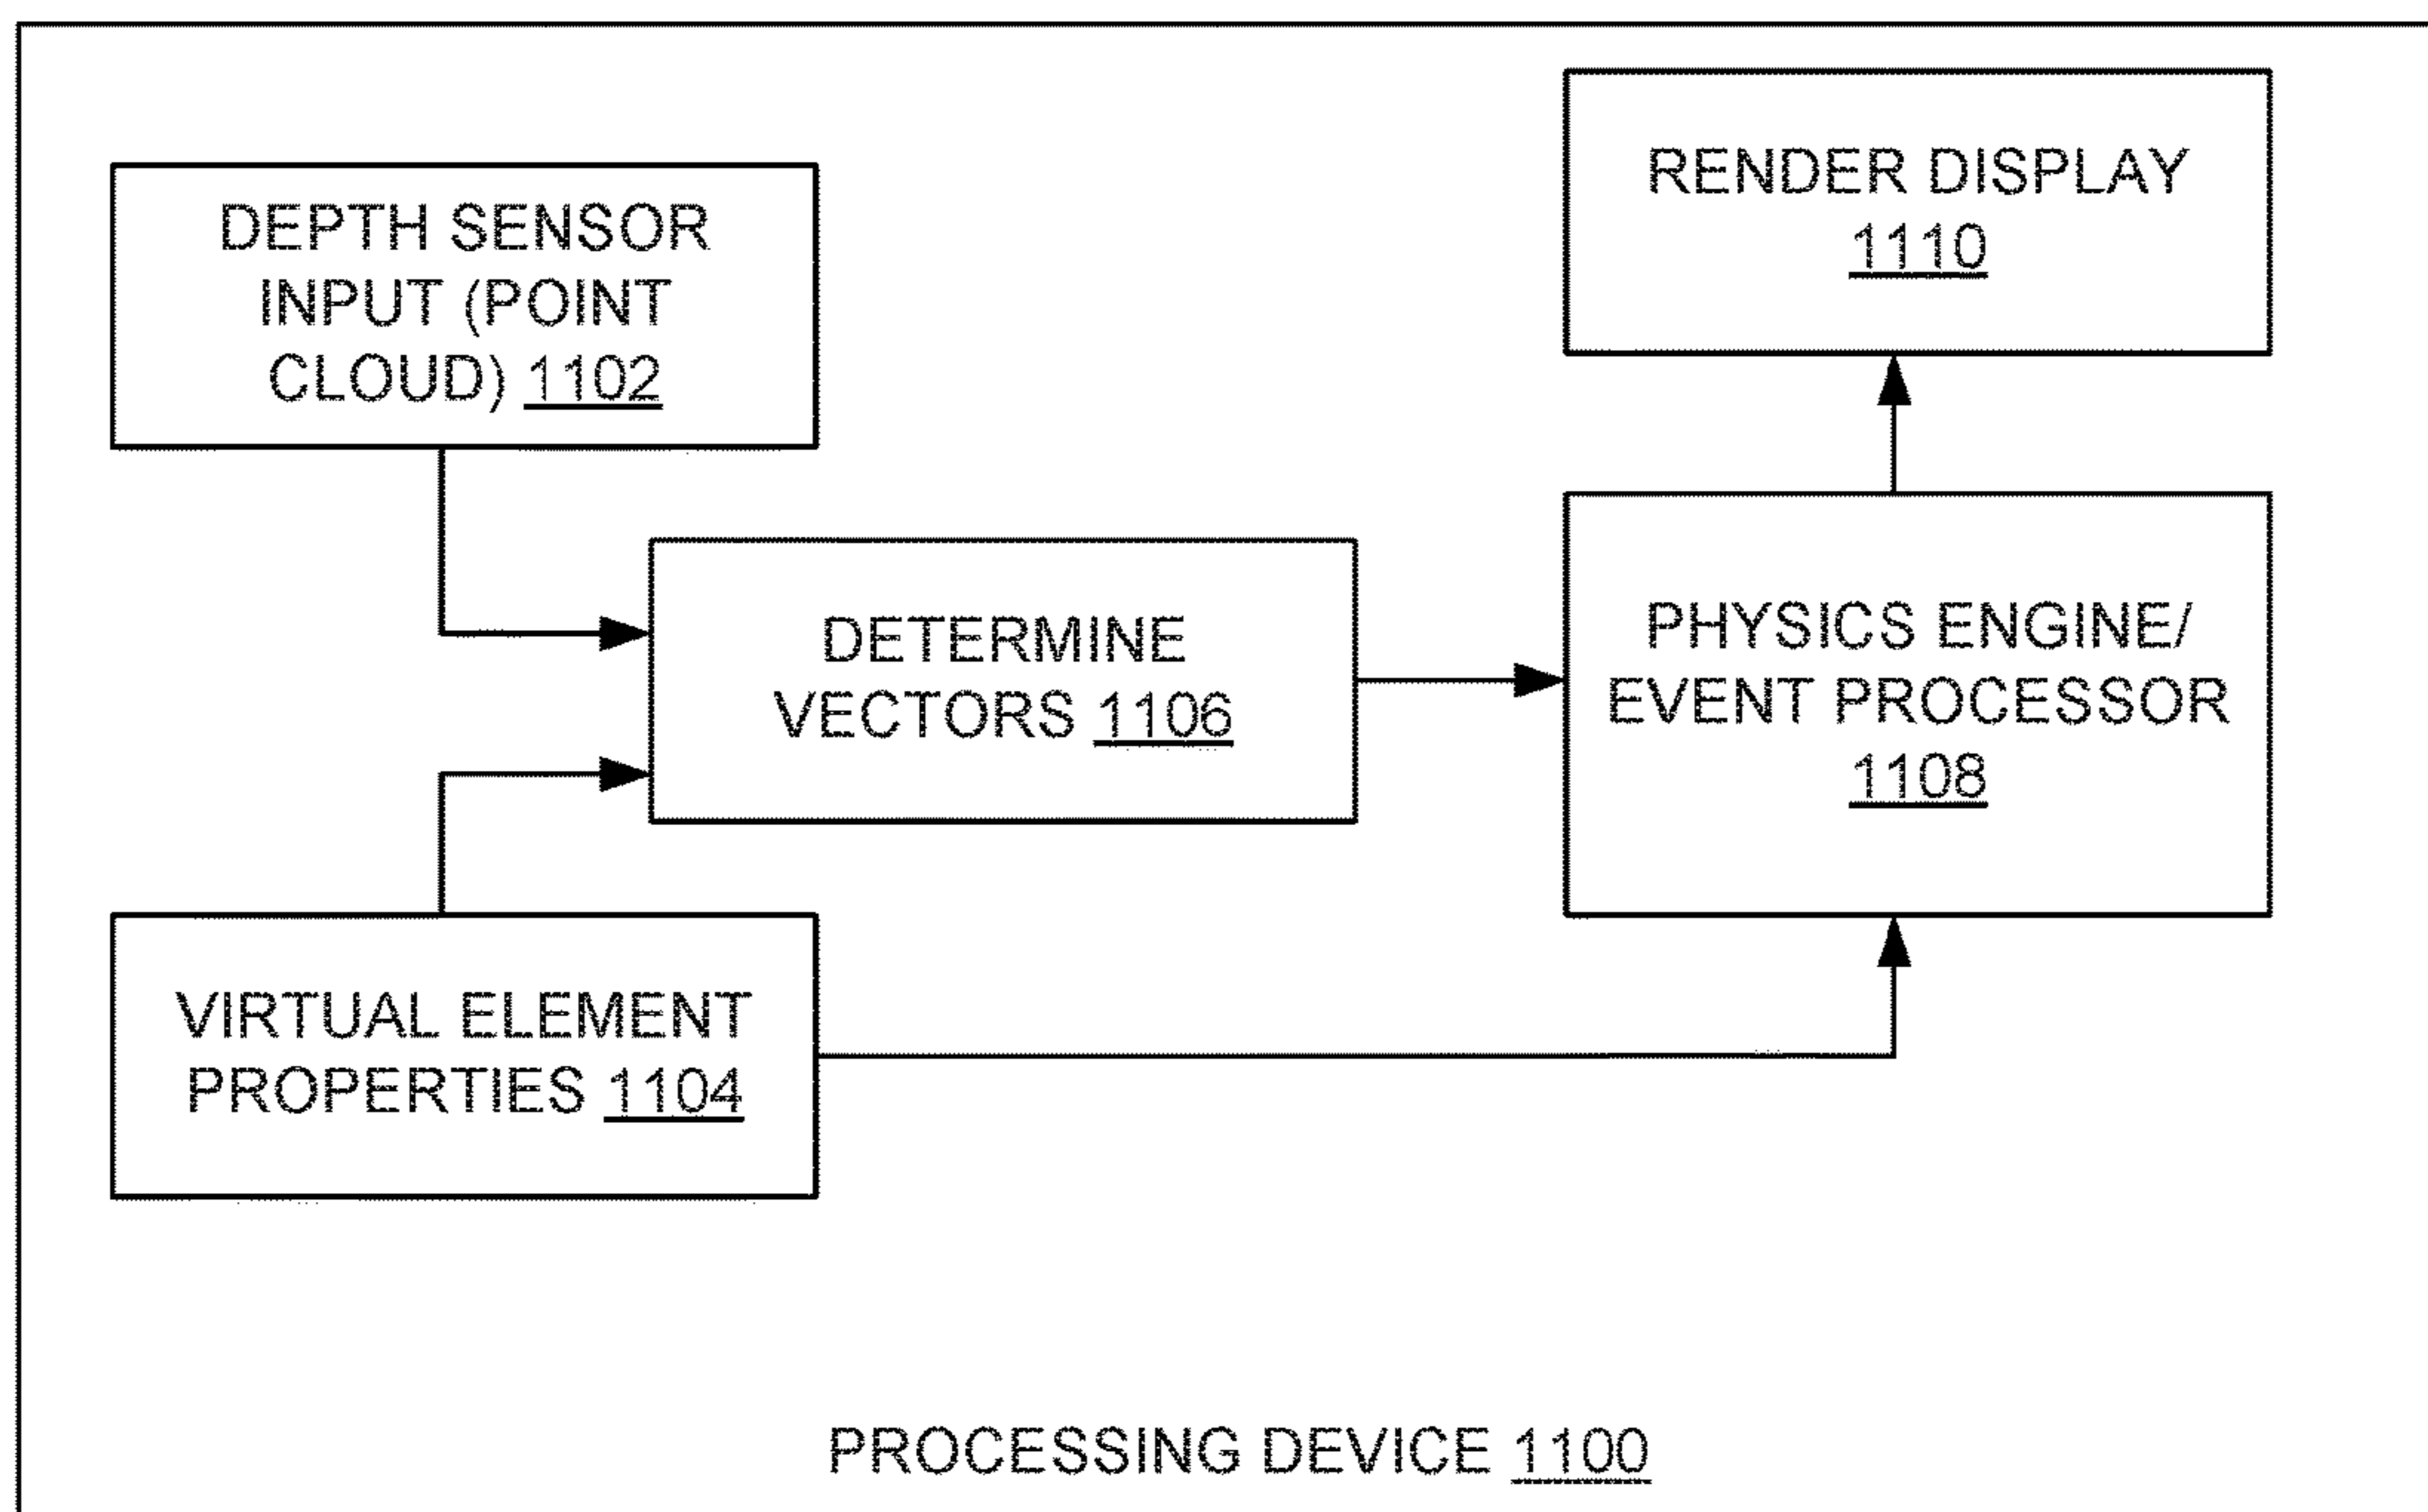 DEPTH SENSOR
INPUT (POINT
CLOUD) 1102
RENDER DISPLAY
1110
DETERMINE
VECTORS 1106
PHYSICS ENGINE/
EVENT PROCESSOR
1108
VIRTUAL ELEMENT
PROPERTIES 1104
PROCESSING DEVICE 1100